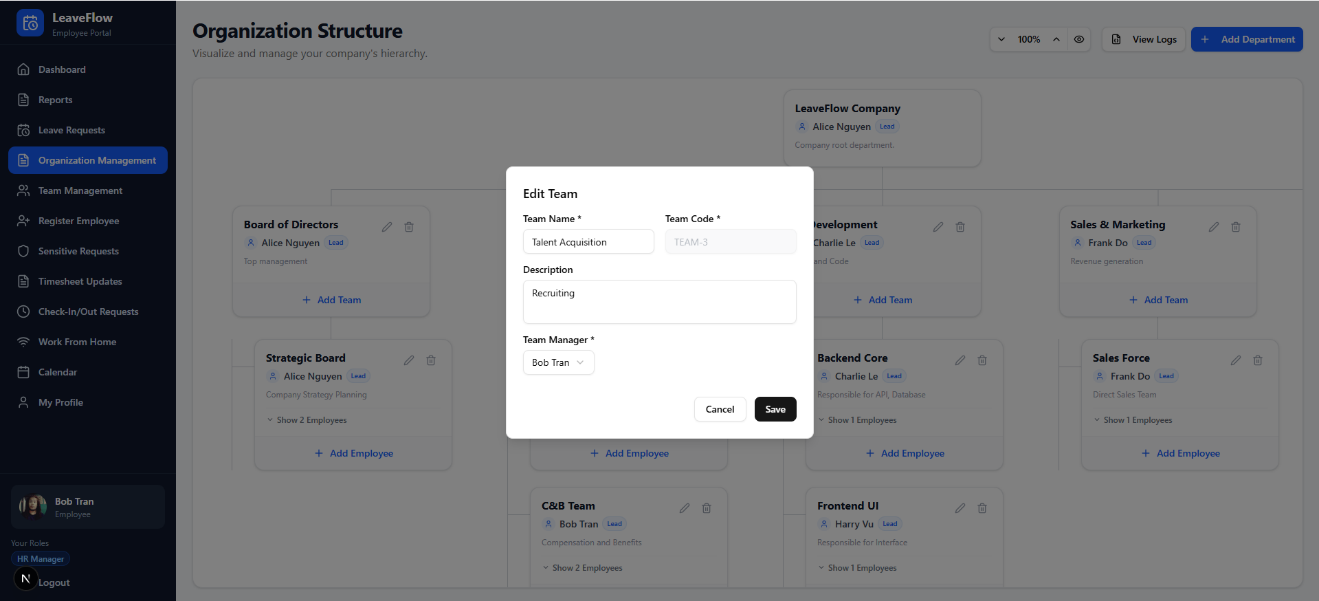 LeaveFlow
Employee Portal
Dashboard
Reports
Leave Requests
Organization Management
Team Management
Register Employee
Sensitive Requests
Timesheet Updates
Check-In/Out Requests
Work From Home
Calendar
My Profile
Bob Tran
Employee
Your Roles
HR Manager
N
Logout
Organization Structure
Visualize and manage your company's hierarchy.
100%
View Logs
+ Add Department
LeaveFlow Company
Alice Nguyen Lead
Company root department.
Board of Directors
Alice Nguyen Lead
Top management
+ Add Team
Development
Charlie Le Lead
and Code
+ Add Team
Sales & Marketing
Frank Do Lead
Revenue generation
+ Add Team
Strategic Board
Alice Nguyen Lead
Company Strategy Planning
Show 2 Employees
+ Add Employee
+ Add Employee
Backend Core
Charlie Le Lead
Responsible for API, Database
Show 1 Employees
+ Add Employee
Sales Force
Frank Do Lead
Direct Sales Team
Show 1 Employees
+ Add Employee
C&B Team
Bob Tran Lead
Compensation and Benefits
Show 2 Employees
Frontend UI
Harry Vu Lead
Responsible for Interface
Show 1 Employees
Edit Team
Team Name * Team Code *
Talent Acquisition TEAM-3
Description
Recruiting
Team Manager *
Bob Tran
Cancel Save